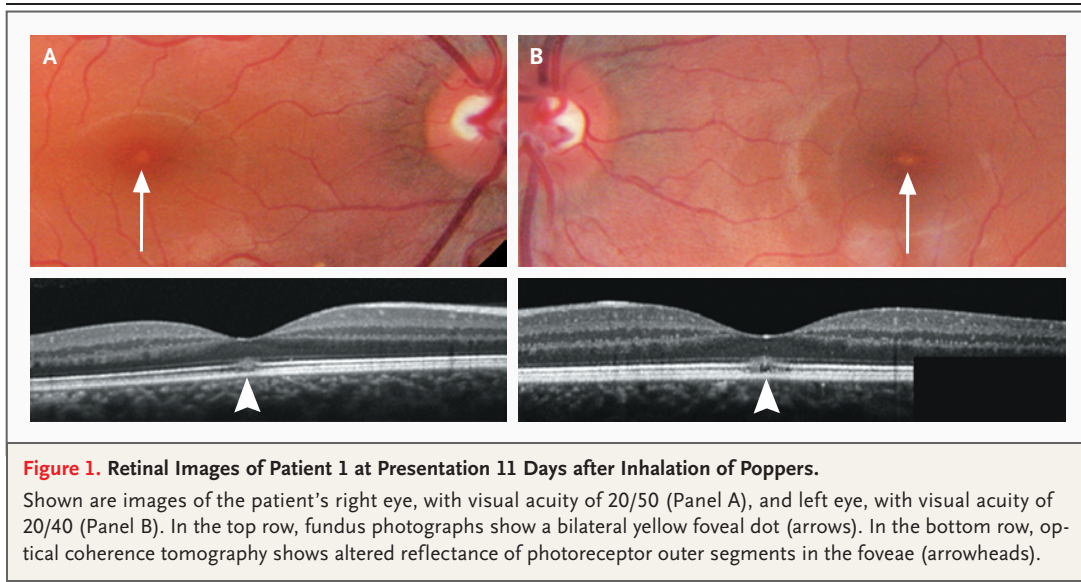 A
B
Figure 1. Retinal Images of Patient 1 at Presentation 11 Days after Inhalation of Poppers.
Shown are images of the patient’s right eye, with visual acuity of 20/50 (Panel A), and left eye, with visual acuity of
20/40 (Panel B). In the top row, fundus photographs show a bilateral yellow foveal dot (arrows). In the bottom row, op-
tical coherence tomography shows altered reflectance of photoreceptor outer segments in the foveae (arrowheads).